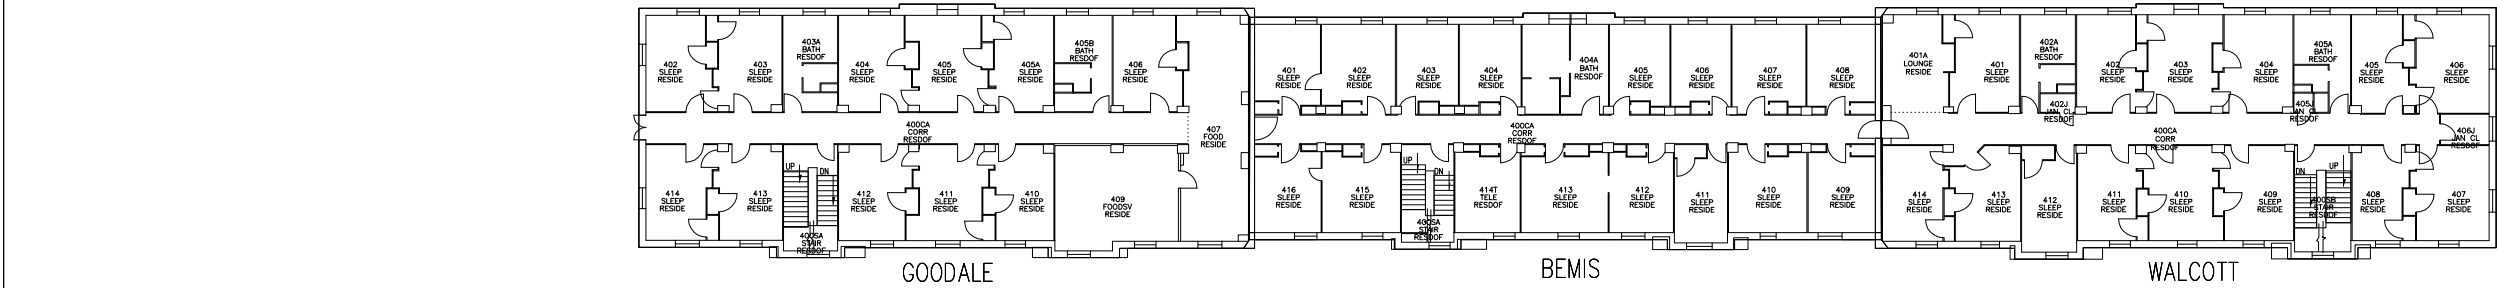 402
SLEEP
RESIDE
403
SLEEP
RESIDE
403A
BATH
RESDOF
404
SLEEP
RESIDE
405
SLEEP
RESIDE
405A
SLEEP
RESIDE
405B
BATH
RESDOF
406
SLEEP
RESIDE
400CA
CORR
RESDOF
407
FOOD
RESIDE
414
SLEEP
RESIDE
413
SLEEP
RESIDE
UP
DN
400SA
STAIR
RESDOF
412
SLEEP
RESIDE
411
SLEEP
RESIDE
410
SLEEP
RESIDE
409
FOODSV
RESIDE
GOODALE
401
SLEEP
RESIDE
402
SLEEP
RESIDE
403
SLEEP
RESIDE
404
SLEEP
RESIDE
404A
BATH
RESDOF
405
SLEEP
RESIDE
406
SLEEP
RESIDE
407
SLEEP
RESIDE
408
SLEEP
RESIDE
400CA
CORR
RESDOF
416
SLEEP
RESIDE
415
SLEEP
RESIDE
UP
DN
400SA
STAIR
RESDOF
414T
TELE
RESDOF
413
SLEEP
RESIDE
412
SLEEP
RESIDE
411
SLEEP
RESIDE
410
SLEEP
RESIDE
409
SLEEP
RESIDE
BEMIS
401A
LOUNGE
RESIDE
401
SLEEP
RESIDE
402A
BATH
RESDOF
402J
JAN CL
RESDOF
402
SLEEP
RESIDE
403
SLEEP
RESIDE
404
SLEEP
RESIDE
405A
BATH
RESDOF
405J
JAN CL
RESDOF
405
SLEEP
RESIDE
406
SLEEP
RESIDE
400CA
CORR
RESDOF
406J
JAN CL
RESDOF
414
SLEEP
RESIDE
413
SLEEP
RESIDE
412
SLEEP
RESIDE
411
SLEEP
RESIDE
410
SLEEP
RESIDE
409
SLEEP
RESIDE
UP
DN
400SB
STAIR
RESDOF
408
SLEEP
RESIDE
407
SLEEP
RESIDE
WALCOTT